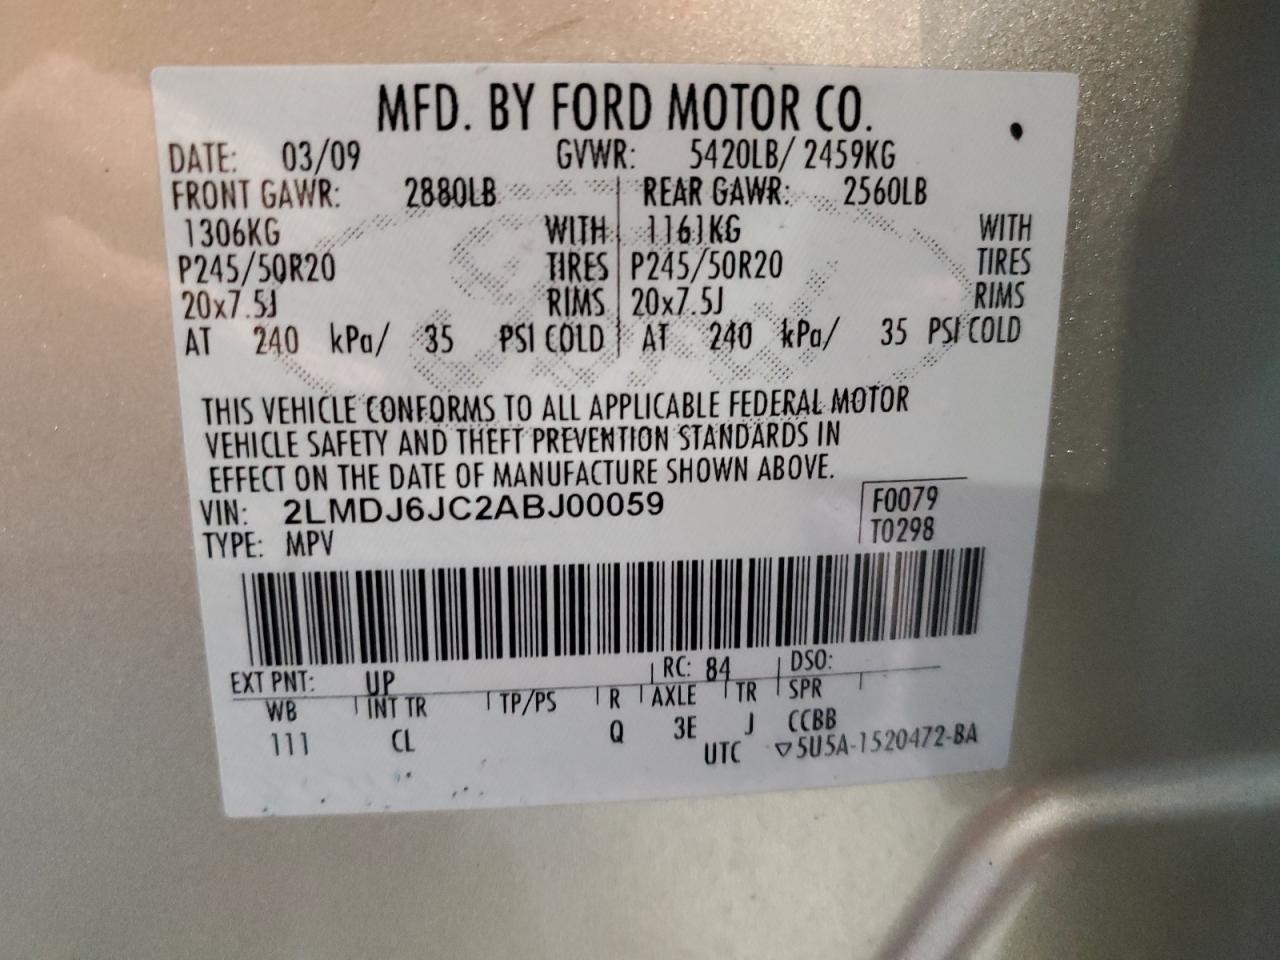 MFD. BY FORD MOTOR CO.
DATE: 03/09 GVWR: 5420LB/ 2459KG
FRONT GAWR: 2880LB REAR GAWR: 2560LB
1306KG WITH 1161KG WITH
P245/50R20 TIRES P245/50R20 TIRES
20x7.5J RIMS 20x7.5J RIMS
AT 240 kPa/ 35 PSI COLD AT 240 kPa/ 35 PSI COLD
THIS VEHICLE CONFORMS TO ALL APPLICABLE FEDERAL MOTOR
VEHICLE SAFETY AND THEFT PREVENTION STANDARDS IN
EFFECT ON THE DATE OF MANUFACTURE SHOWN ABOVE.
VIN: 2LMDJ6JC2ABJ00059 F0079
TYPE: MPV T0298
EXT PNT: UP RC: 84 DSO:
WB INT TR TP/PS R AXLE TR SPR
111 CL Q 3E J CCBB
UTC ▽5U5A-1520472-BA